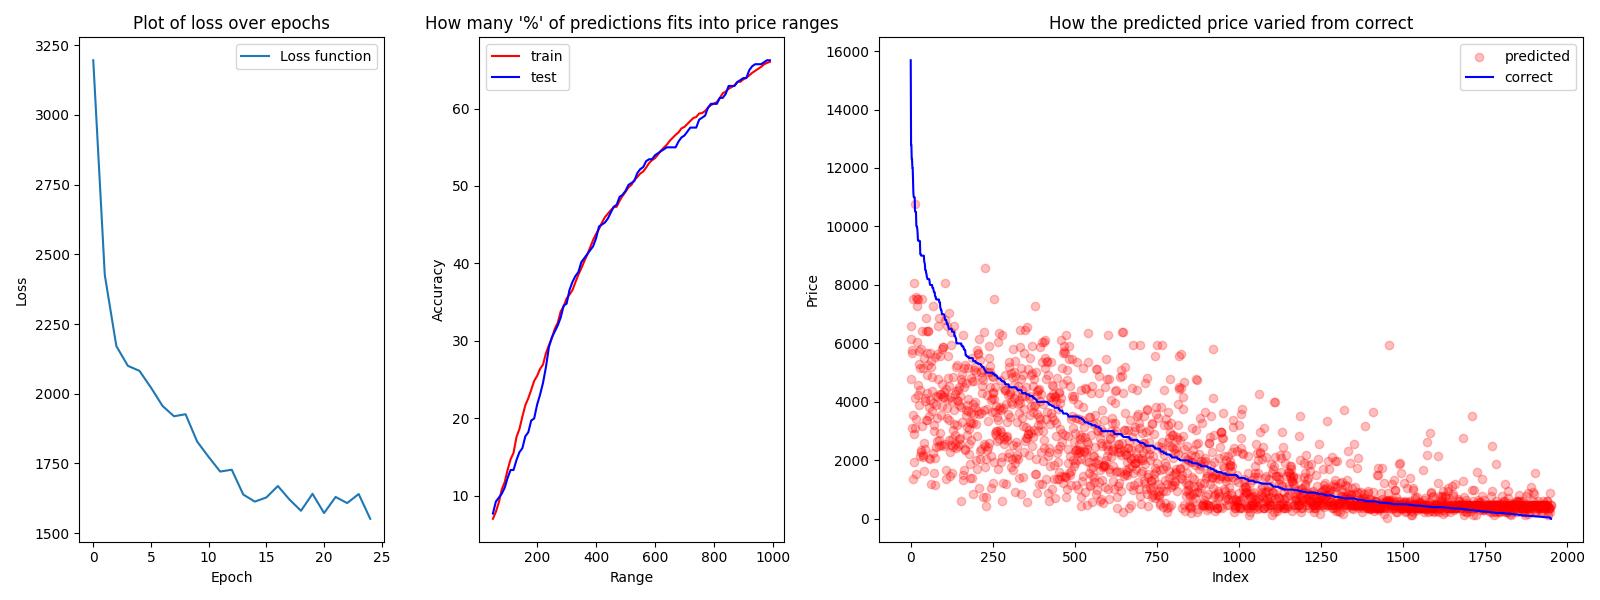 Plot of loss over epochs
Loss function
3250
3000
2750
2500
2250
2000
1750
1500
Loss
0 5 10 15 20 25
Epoch
How many '%' of predictions fits into price ranges
train
test
60
50
40
30
20
10
Accuracy
200 400 600 800 1000
Range
How the predicted price varied from correct
predicted
correct
16000
14000
12000
10000
8000
6000
4000
2000
0
Price
0 250 500 750 1000 1250 1500 1750 2000
Index